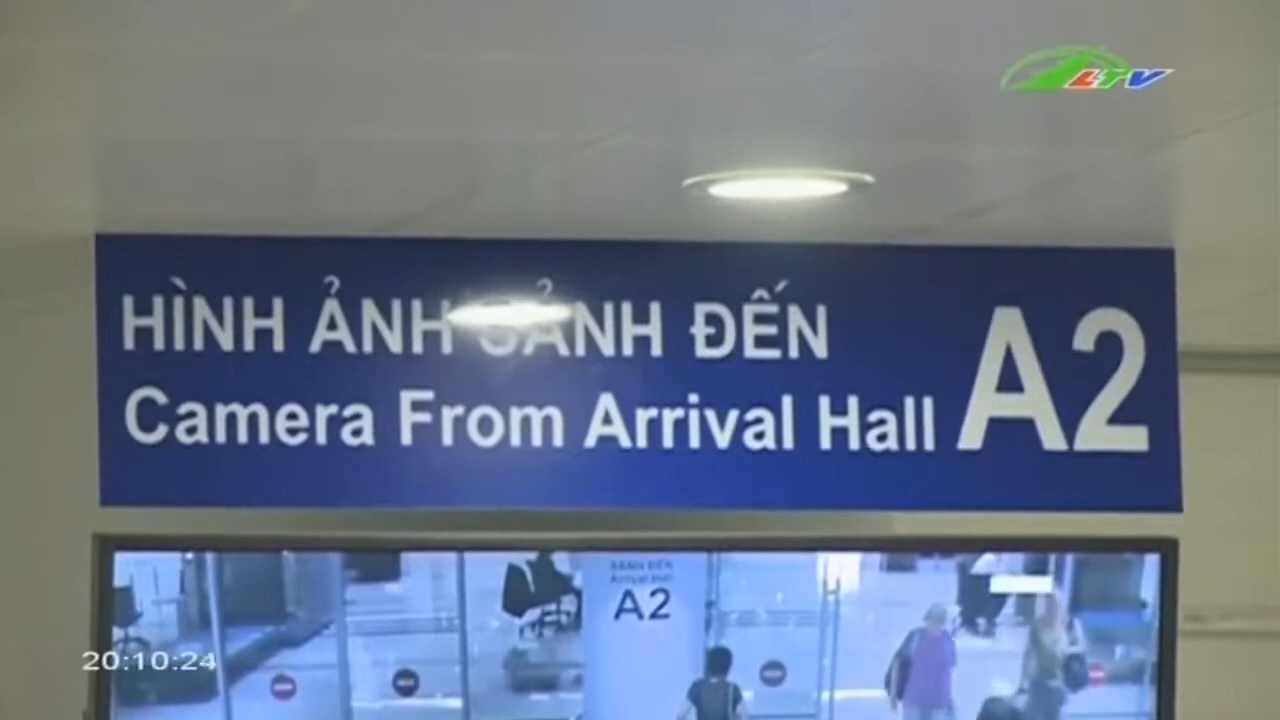 LTV
HÌNH ẢNH SẢNH ĐẾN
Camera From Arrival Hall
A2
SẢNH ĐẾN
Arrival Hall
A2
20:10:24